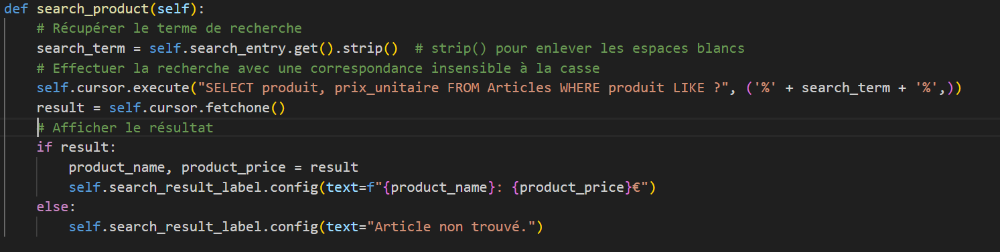 def search_product(self):
    # Récupérer le terme de recherche
    search_term = self.search_entry.get().strip()  # strip() pour enlever les espaces blancs
    # Effectuer la recherche avec une correspondance insensible à la casse
    self.cursor.execute("SELECT produit, prix_unitaire FROM Articles WHERE produit LIKE ?", ('%' + search_term + '%',))
    result = self.cursor.fetchone()
    # Afficher le résultat
    if result:
        product_name, product_price = result
        self.search_result_label.config(text=f"{product_name}: {product_price}€")
    else:
        self.search_result_label.config(text="Article non trouvé.")